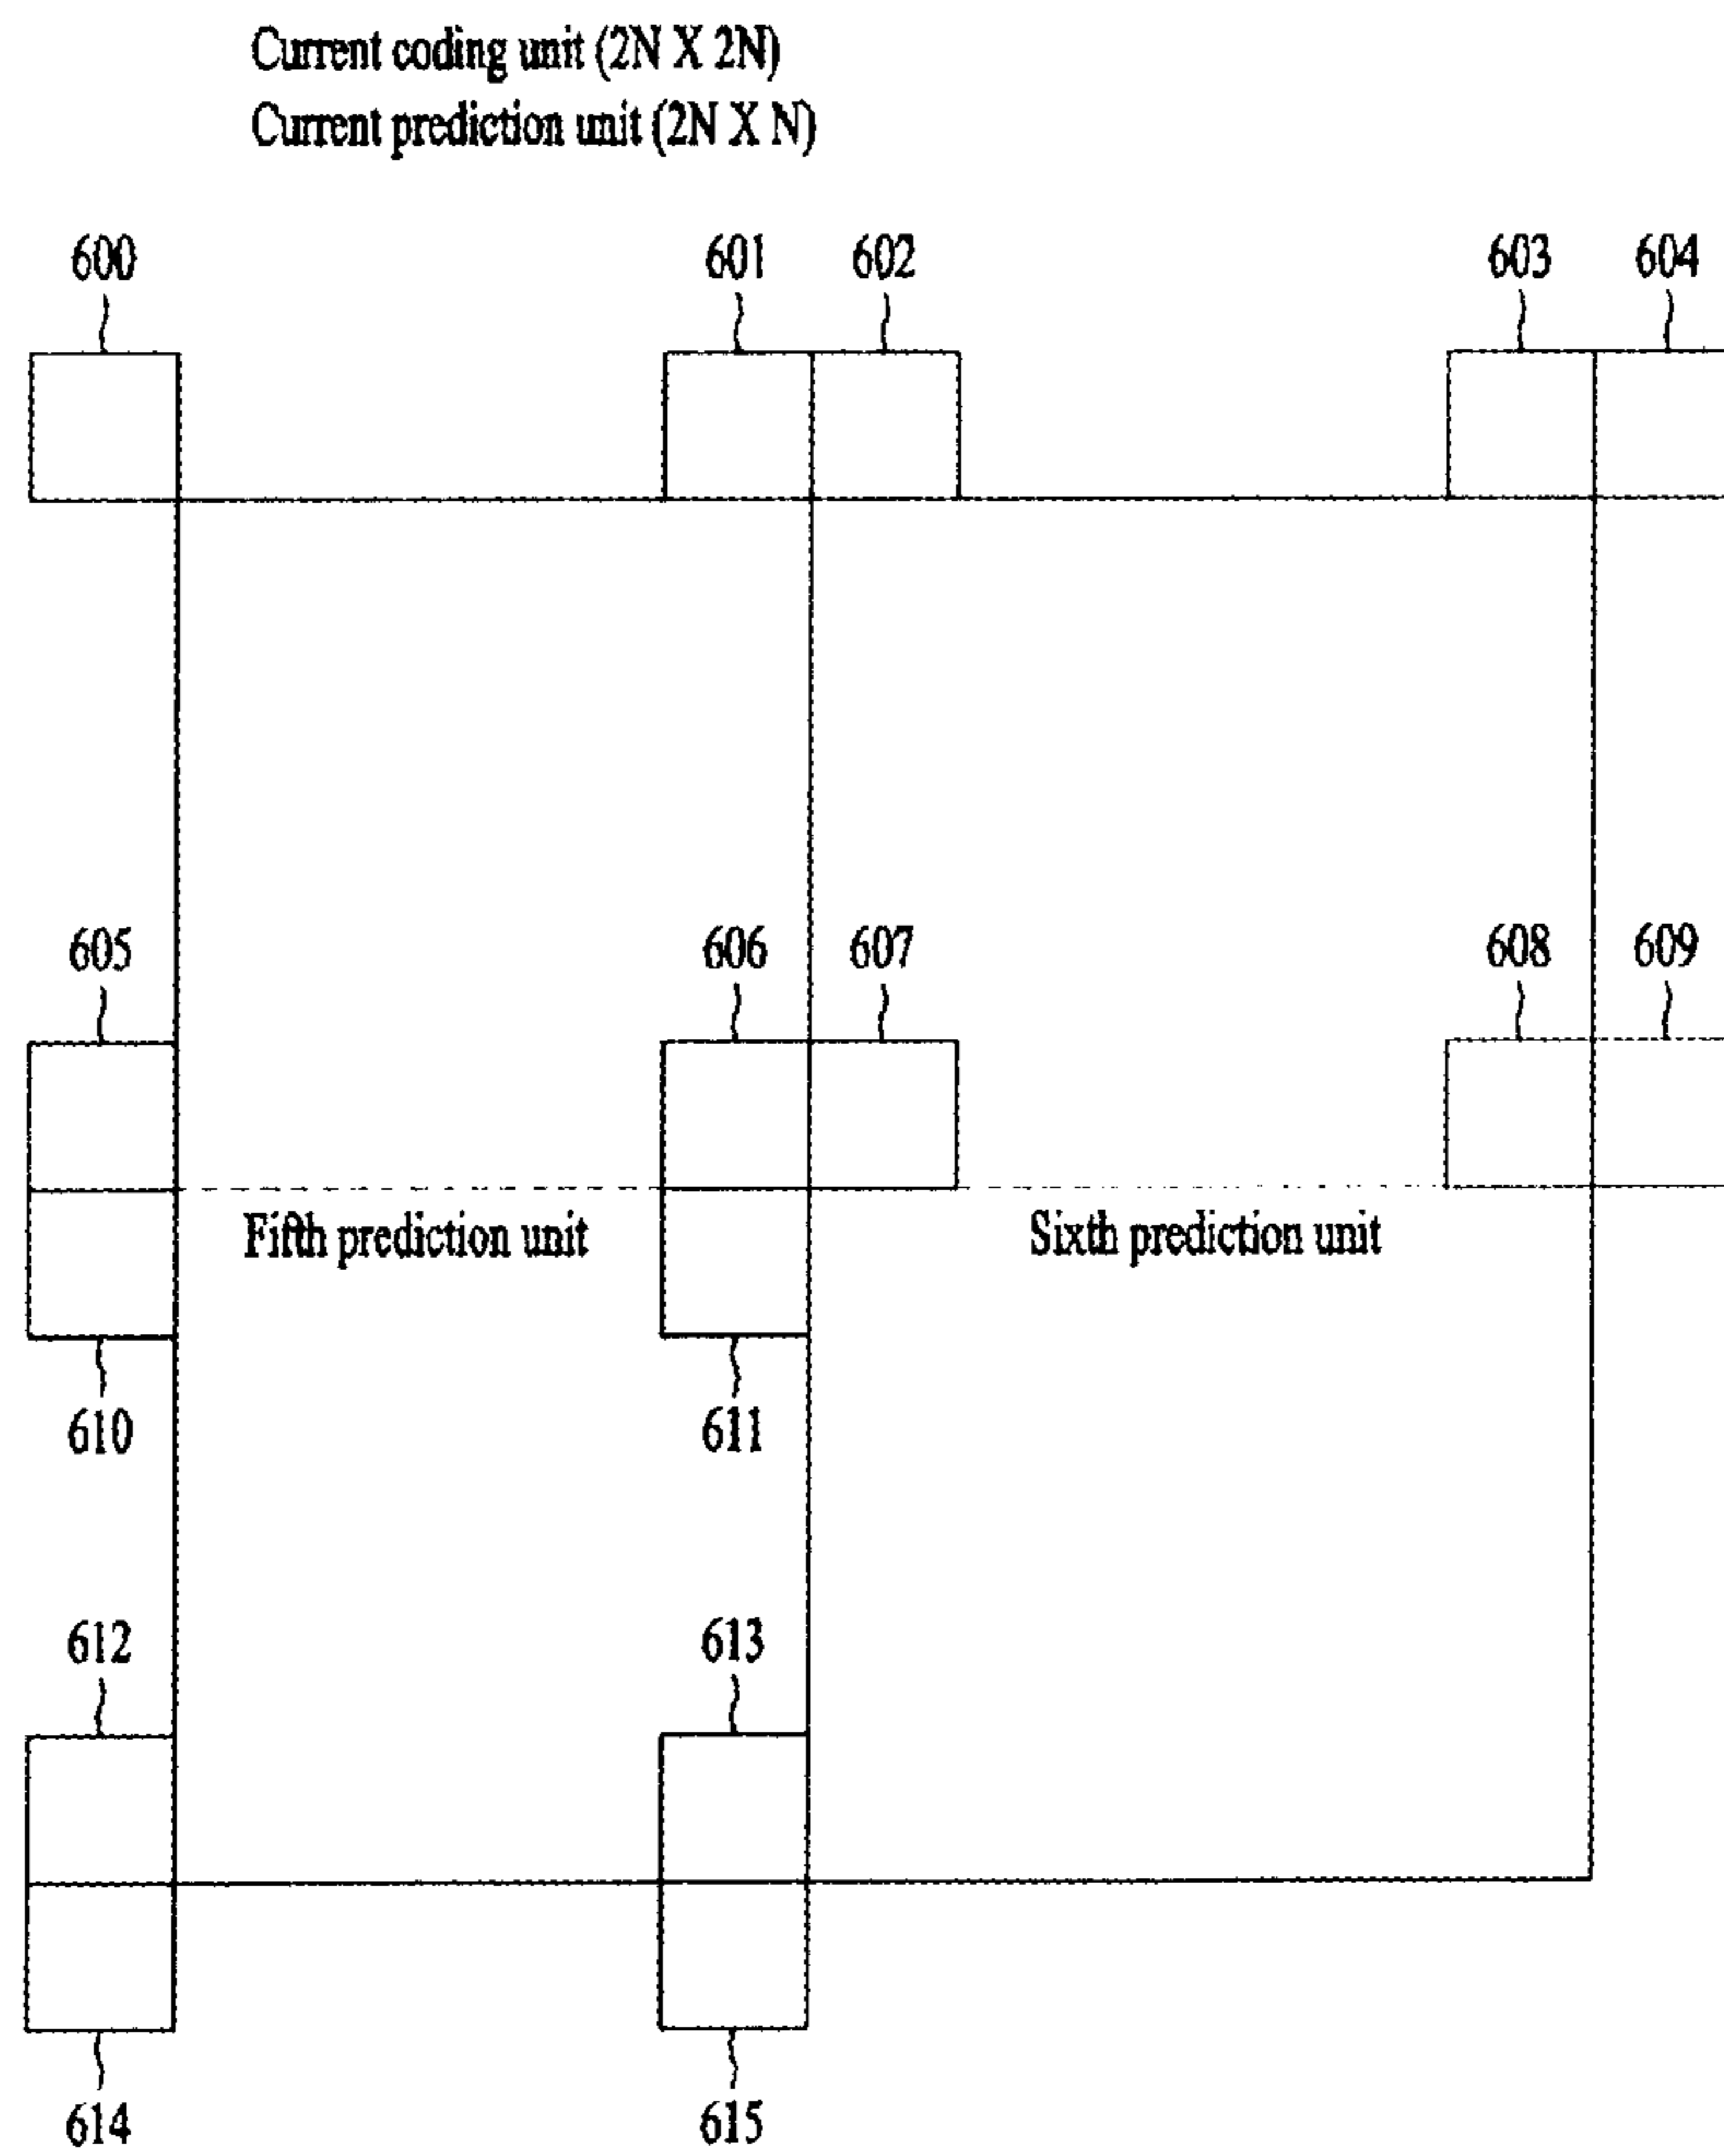 Current coding unit (2N X 2N)
Current prediction unit (2N X N)
600 601 602 603 604
605 606 607 608 609
Fifth prediction unit Sixth prediction unit
610 611
612 613
614 615